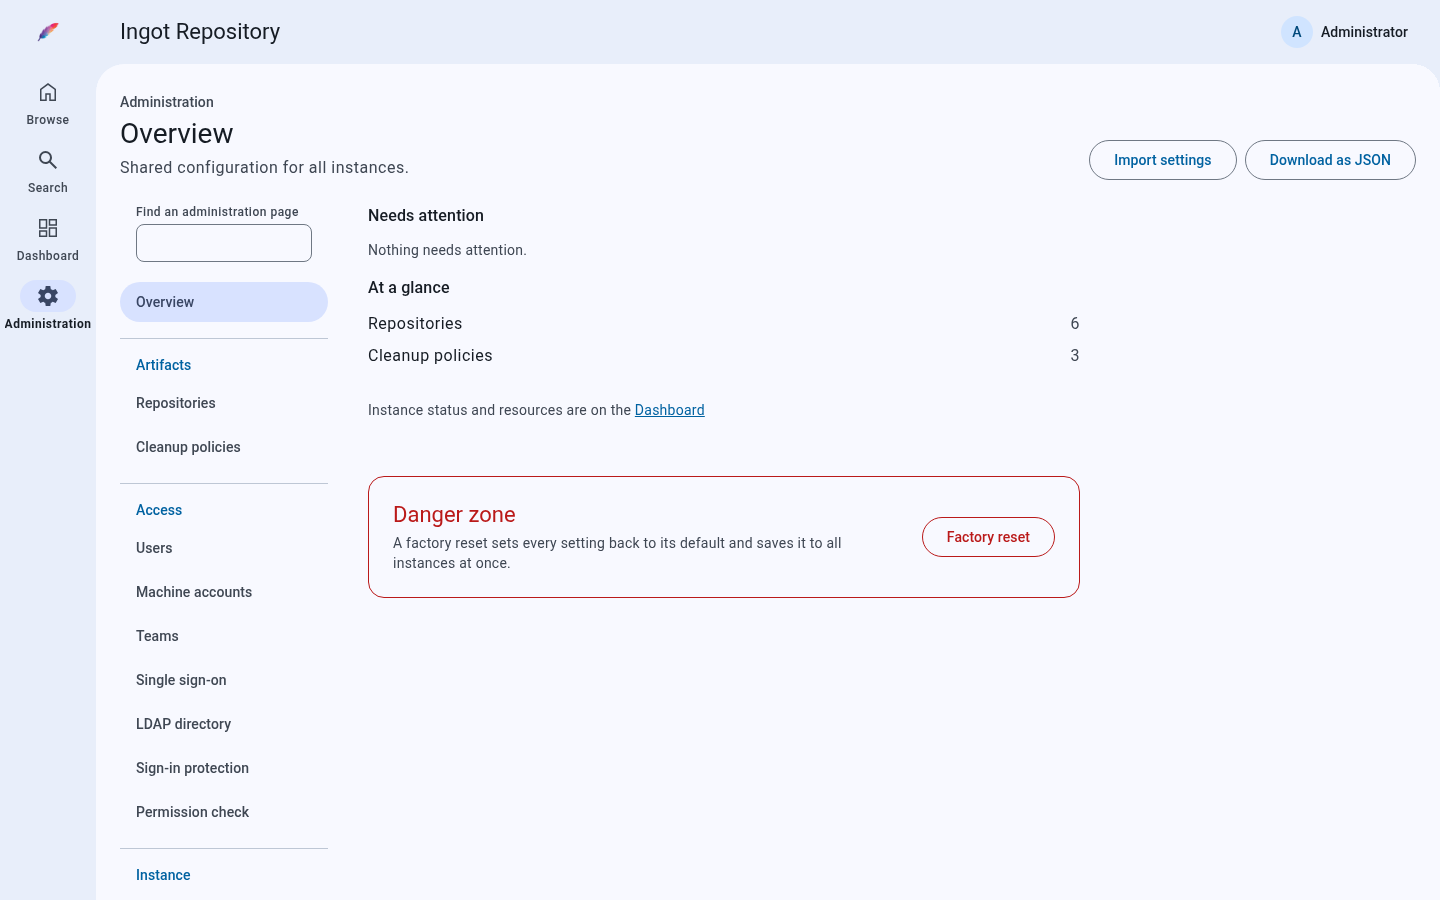 Ingot Repository
A
Administrator
Browse
Search
Dashboard
Administration
Administration
Overview
Shared configuration for all instances.
Import settings
Download as JSON
Find an administration page
Overview
Artifacts
Repositories
Cleanup policies
Access
Users
Machine accounts
Teams
Single sign-on
LDAP directory
Sign-in protection
Permission check
Instance
Needs attention
Nothing needs attention.
At a glance
Repositories 6
Cleanup policies 3
Instance status and resources are on the Dashboard
Danger zone
A factory reset sets every setting back to its default and saves it to all
instances at once.
Factory reset